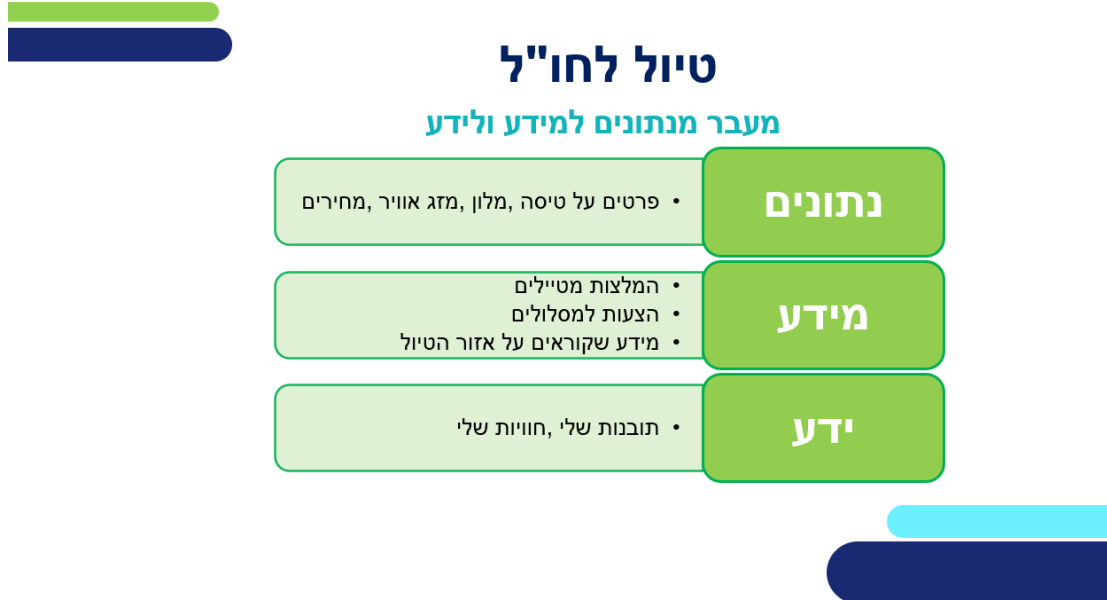 טיול לחו"ל
מעבר מנתונים למידע ולידע
נתונים
• פרטים על טיסה ,מלון ,מזג אוויר ,מחירים
מידע
• המלצות מטיילים
• הצעות למסלולים
• מידע שקוראים על אזור הטיול
ידע
• תובנות שלי ,חוויות שלי